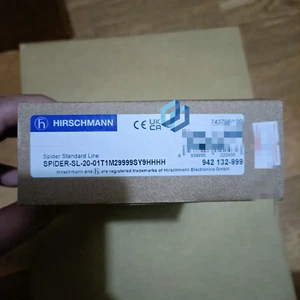 HIRSCHMANN
CE UK CA
Spider Standard Line
SPIDER-SL-20-01T1M29999SY9HHHH
942 132-999
Hirschmann and are registered trademarks of Hirschmann Electronics GmbH